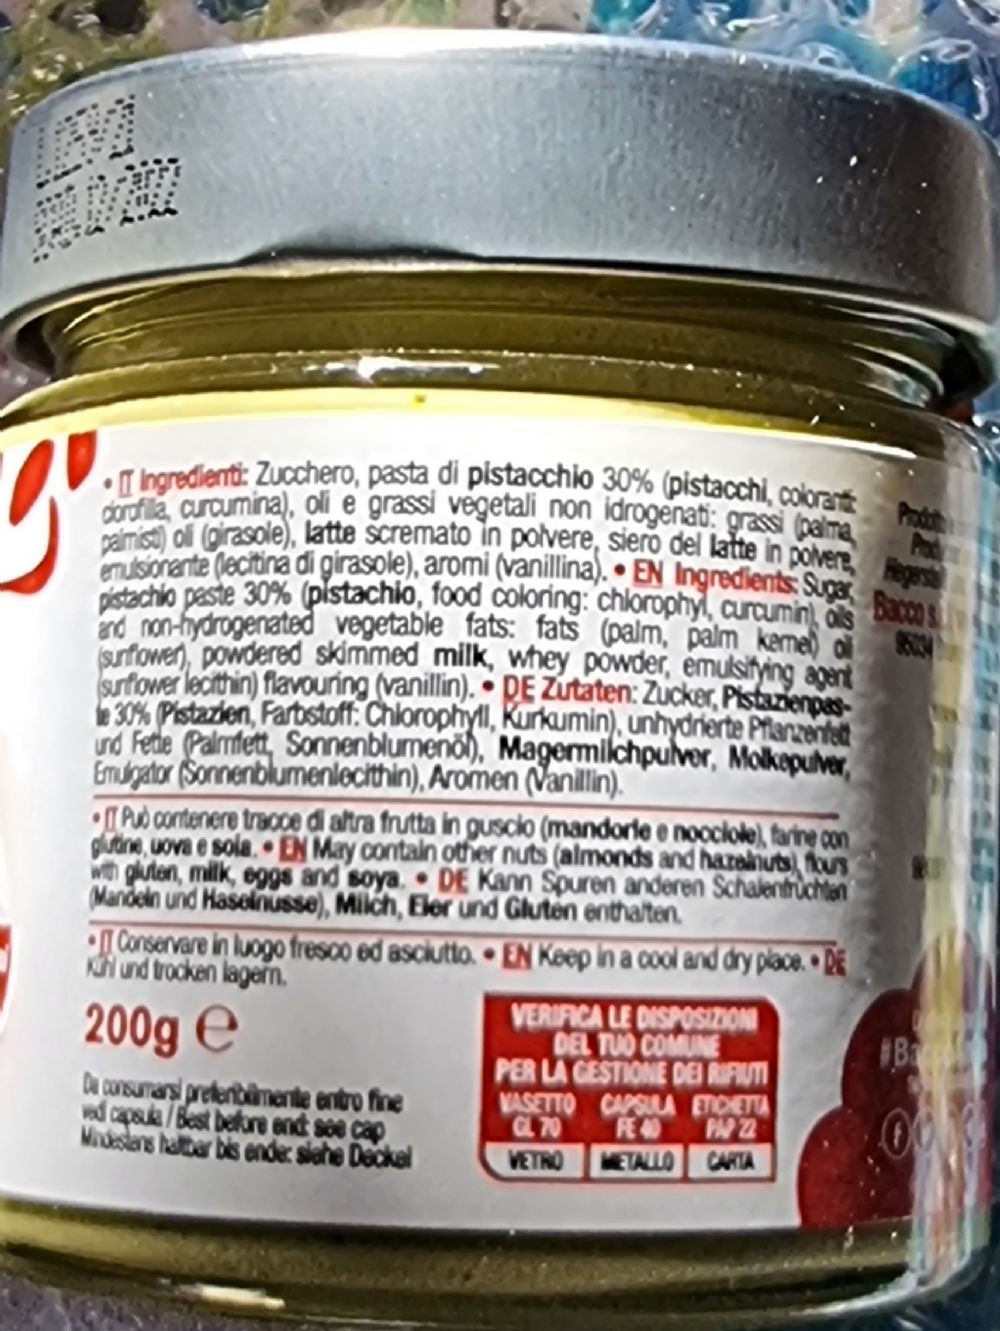 • IT Ingredienti: Zucchero, pasta di pistacchio 30% (pistacchi, coloranti:
clorofilla, curcumina), oli e grassi vegetali non idrogenati: grassi (palma,
palmisti) oli (girasole), latte scremato in polvere, siero del latte in polvere,
emulsionante (lecitina di girasole), aromi (vanillina). • EN Ingredients: Sugar,
pistachio paste 30% (pistachio, food coloring: chlorophyl, curcumin), oils
and non-hydrogenated vegetable fats: fats (palm, palm kernel) oil
(sunflower), powdered skimmed milk, whey powder, emulsifying agent
(sunflower lecithin) flavouring (vanillin). • DE Zutaten: Zucker, Pistazienpas-
te 30% (Pistazien, Farbstoff: Chlorophyll, Kurkumin), unhydrierte Pflanzenfett
und Fette (Palmfett, Sonnenblumenöl), Magermilchpulver, Molkepulver,
Emulgator (Sonnenblumenlecithin), Aromen (Vanillin).
• IT Può contenere tracce di altra frutta in guscio (mandorle e nocciole), farine con
glutine, uova e soia. • EN May contain other nuts (almonds and hazelnuts), flours
with gluten, milk, eggs and soya. • DE Kann Spuren anderen Schalenfrüchten
(Mandeln und Haselnusse), Milch, Eier und Gluten enthalten.
• IT Conservare in luogo fresco ed asciutto. • EN Keep in a cool and dry place. • DE
Kühl und trocken lagern.
200g e
Da consumarsi preferibilmente entro fine
vedi capsula / Best before end: see cap
Mindestens haltbar bis ende: siehe Deckel
VERIFICA LE DISPOSIZIONI
DEL TUO COMUNE
PER LA GESTIONE DEI RIFIUTI
VASETTO CAPSULA ETICHETTA
GL 70 FE 40 PAP 22
VETRO METALLO CARTA
Bacco
95034